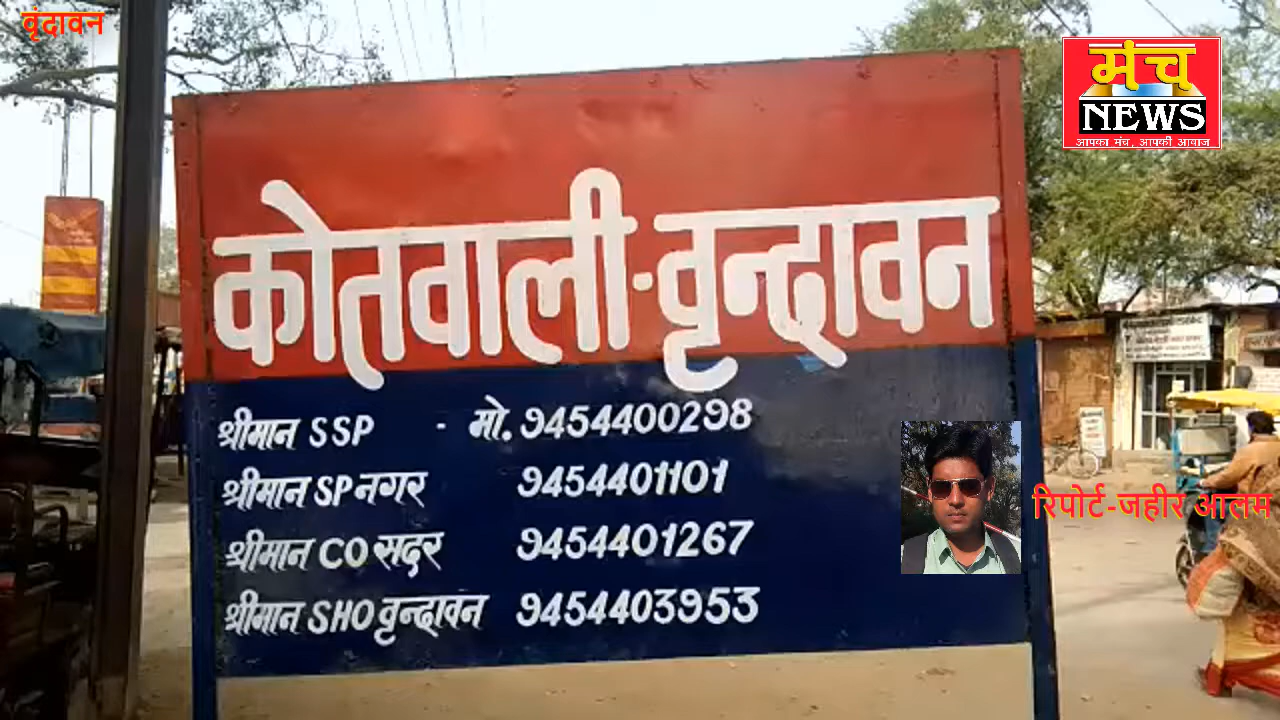 वृंदावन
मंच
NEWS
आपका मंच, आपकी आवाज
कोतवाली-वृन्दावन
श्रीमान SSP - मो. 9454400298
श्रीमान SP नगर 9454401101
श्रीमान CO सदर 9454401267
श्रीमान SHO वृन्दावन 9454403953
रिपोर्ट-जहीर आलम